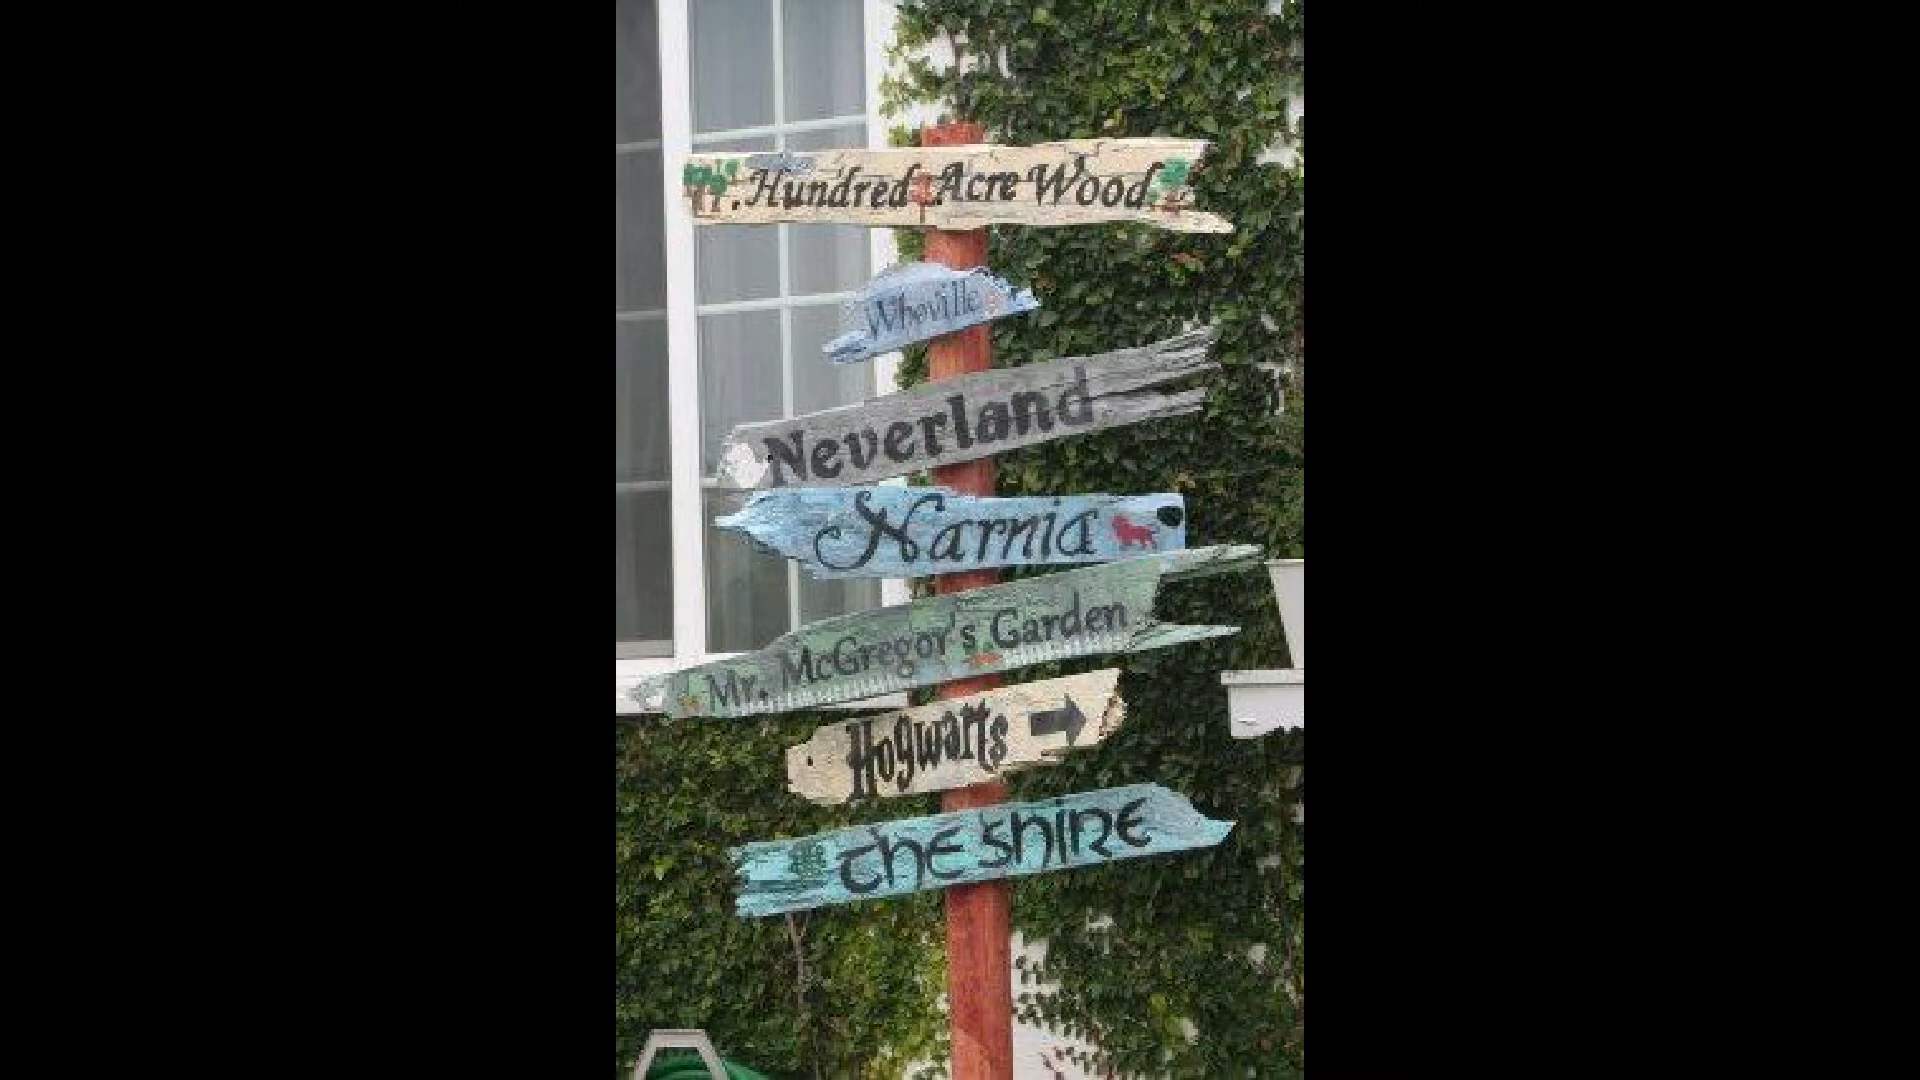 Hundred Acre Wood
Whoville
Neverland
Narnia
Mr. McGregor's Garden
Hogwarts
THE SHIRE